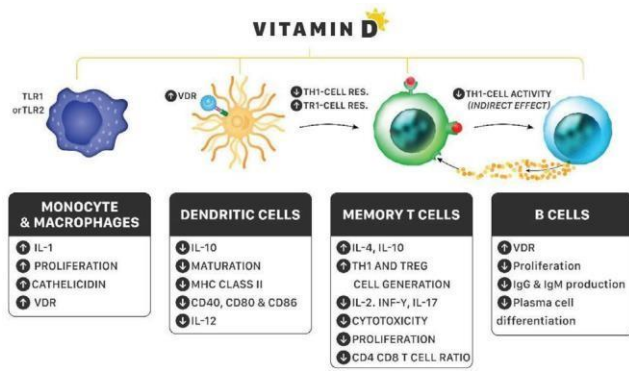 VITAMIN D
TLR1
orTLR2
↑ VDR
↓ TH1-CELL RES.
↑ TR1-CELL RES.
↓ TH1-CELL ACTIVITY
(INDIRECT EFFECT)
MONOCYTE
& MACROPHAGES
↑ IL-1
↑ PROLIFERATION
↑ CATHELICIDIN
↑ VDR
DENDRITIC CELLS
↓ IL-10
↓ MATURATION
↓ MHC CLASS II
↓ CD40, CD80 & CD86
↓ IL-12
MEMORY T CELLS
↑ IL-4, IL-10
↑ TH1 AND TREG
CELL GENERATION
↓ IL-2. INF-Y, IL-17
↓ CYTOTOXICITY
↓ PROLIFERATION
↓ CD4 CD8 T CELL RATIO
B CELLS
↑ VDR
↓ Proliferation
↓ IgG & IgM production
↓ Plasma cell
differentiation